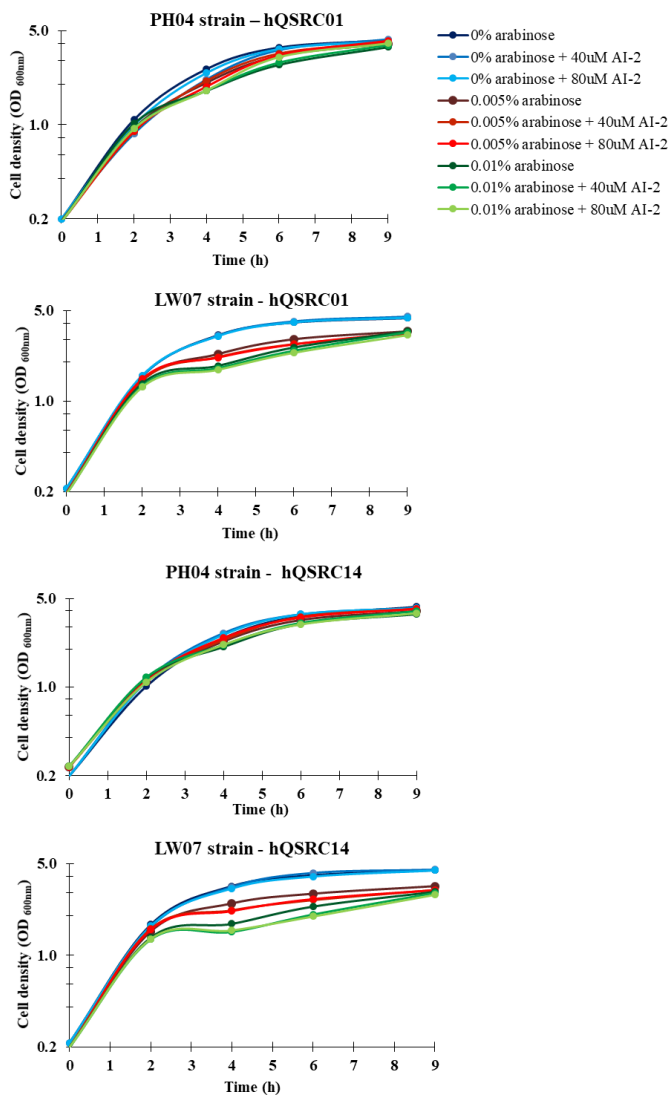 PH04 strain – hQSRC01
Cell density (OD 600nm)
5.0
1.0
0.2
0 1 2 3 4 5 6 7 8 9
Time (h)
0% arabinose
0% arabinose + 40uM AI-2
0% arabinose + 80uM AI-2
0.005% arabinose
0.005% arabinose + 40uM AI-2
0.005% arabinose + 80uM AI-2
0.01% arabinose
0.01% arabinose + 40uM AI-2
0.01% arabinose + 80uM AI-2
LW07 strain - hQSRC01
Cell density (OD 600nm)
5.0
1.0
0.2
0 1 2 3 4 5 6 7 8 9
Time (h)
PH04 strain - hQSRC14
Cell density (OD 600nm)
5.0
1.0
0.2
0 1 2 3 4 5 6 7 8 9
Time (h)
LW07 strain - hQSRC14
Cell density (OD 600nm)
5.0
1.0
0.2
0 1 2 3 4 5 6 7 8 9
Time (h)